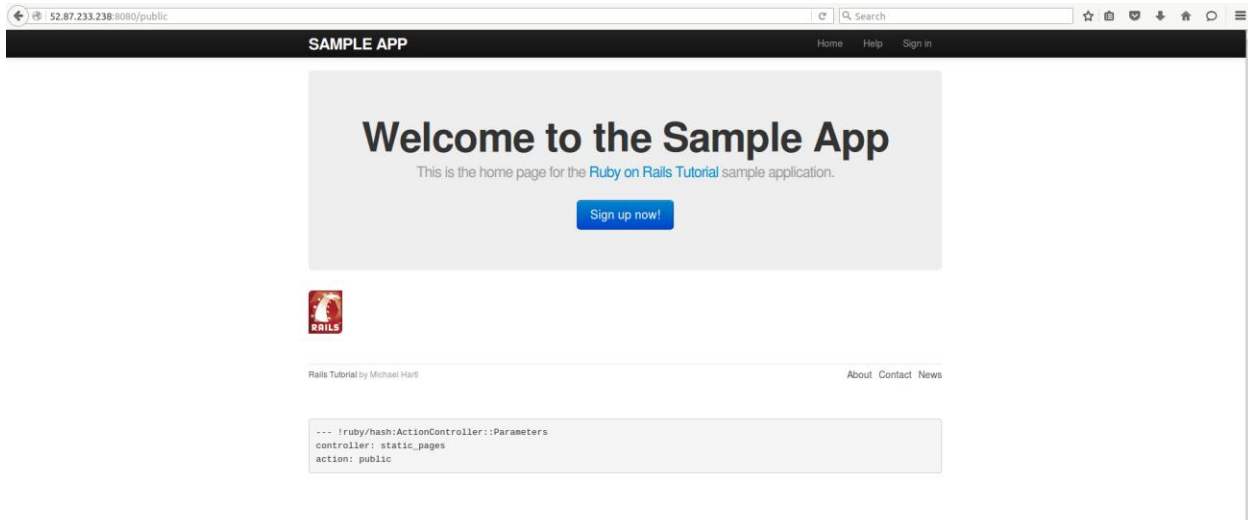 52.87.233.238:8080/public
Search
SAMPLE APP
Home Help Sign in
Welcome to the Sample App
This is the home page for the Ruby on Rails Tutorial sample application.
Sign up now!
RAILS
Rails Tutorial by Michael Hartl
About Contact News
--- !ruby/hash:ActionController::Parameters
controller: static_pages
action: public